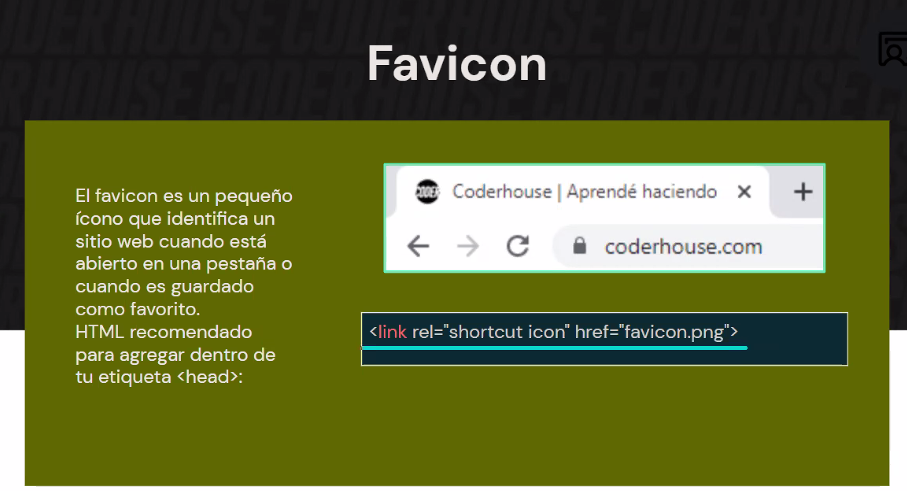 Favicon
El favicon es un pequeño
ícono que identifica un
sitio web cuando está
abierto en una pestaña o
cuando es guardado
como favorito.
HTML recomendado
para agregar dentro de
tu etiqueta <head>:
CODER Coderhouse | Aprendé haciendo
coderhouse.com
<link rel="shortcut icon" href="favicon.png">